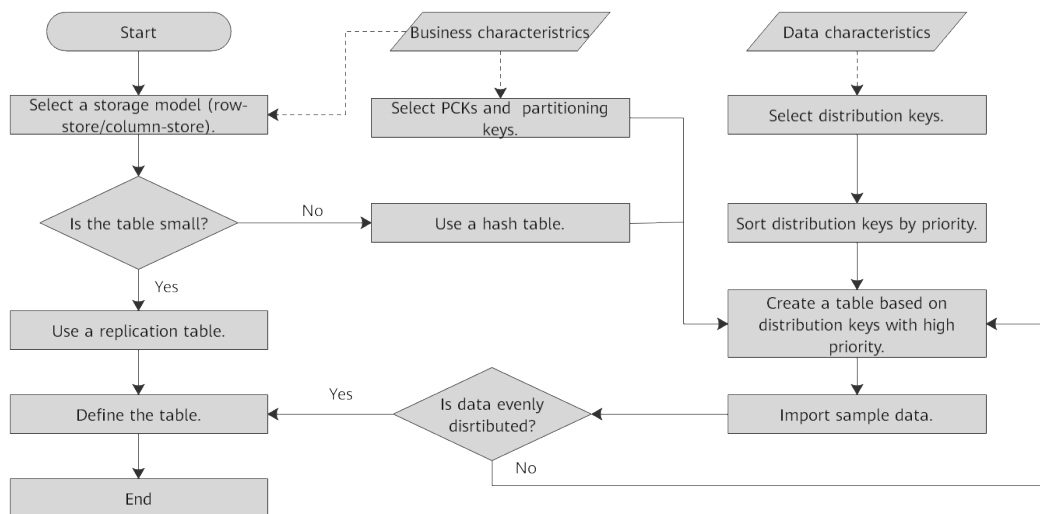 Start
Business characteristrics
Data characteristics
Select a storage model (row-
store/column-store).
Select PCKs and partitioning
keys.
Select distribution keys.
Is the table small?
No
Use a hash table.
Sort distribution keys by priority.
Yes
Use a replication table.
Create a table based on
distribution keys with high
priority.
Define the table.
Yes
Is data evenly
disrtibuted?
Import sample data.
No
End